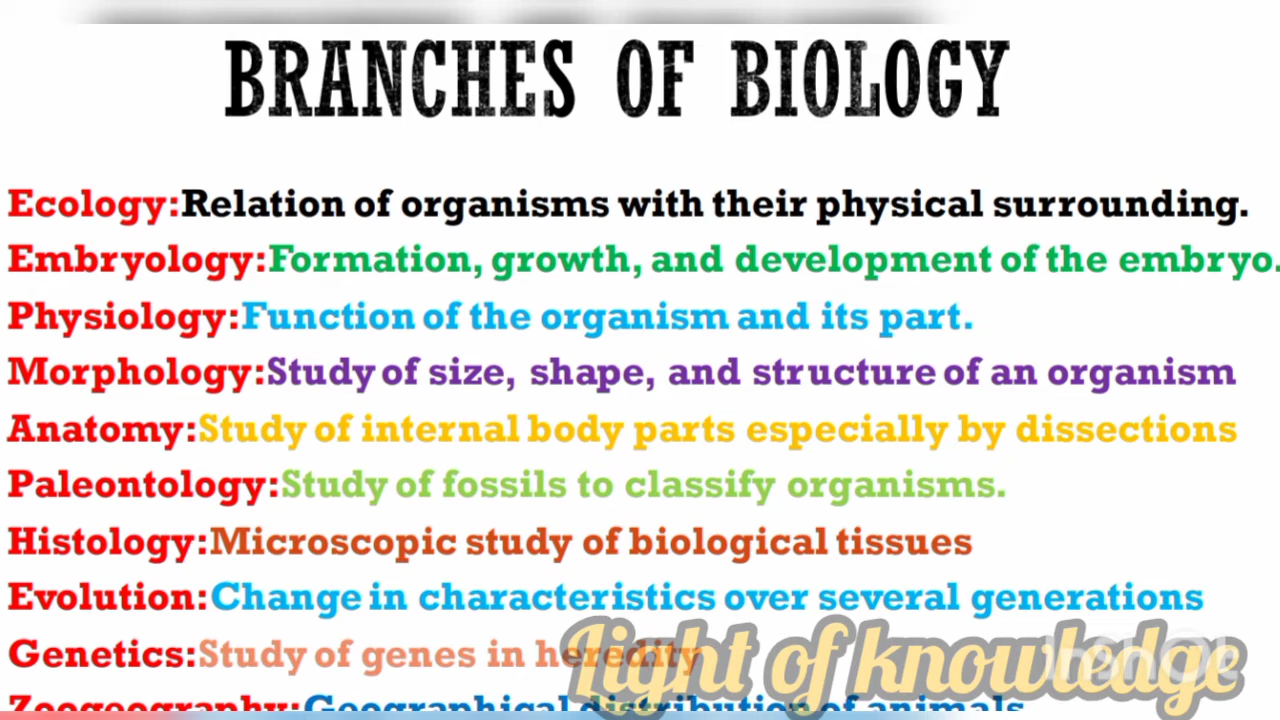 BRANCHES OF BIOLOGY
Ecology:Relation of organisms with their physical surrounding.
Embryology:Formation, growth, and development of the embryo.
Physiology:Function of the organism and its part.
Morphology:Study of size, shape, and structure of an organism
Anatomy:Study of internal body parts especially by dissections
Paleontology:Study of fossils to classify organisms.
Histology:Microscopic study of biological tissues
Evolution:Change in characteristics over several generations
Genetics:Study of genes in heredity
Light of knowledge
InShOt
Zoogeography:Geographical distribution of animals